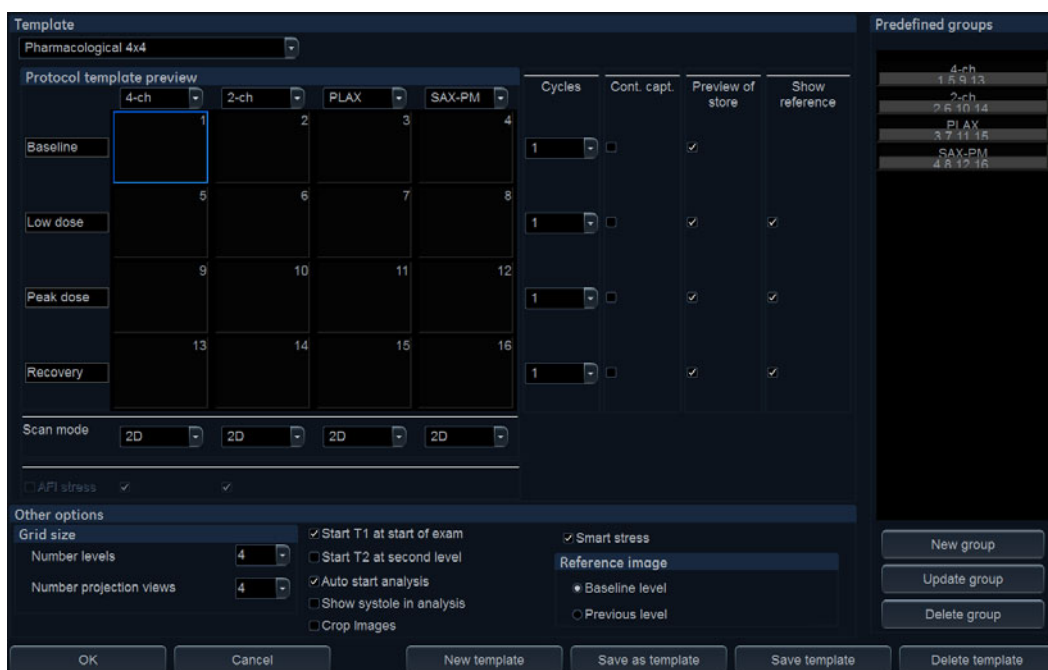 Template
Predefined groups
Pharmacological 4x4
Protocol template preview
Cycles
Cont. capt.
Preview of store
Show reference
4-ch
2-ch
PLAX
SAX-PM
1
2
3
4
Baseline
1
5
6
7
8
Low dose
1
9
10
11
12
Peak dose
1
13
14
15
16
Recovery
1
Scan mode
2D
2D
2D
2D
AFI stress
4-ch
1 5 9 13
2-ch
2 6 10 14
PLAX
3 7 11 15
SAX-PM
4 8 12 16
Other options
Grid size
Number levels
4
Number projection views
4
Start T1 at start of exam
Start T2 at second level
Auto start analysis
Show systole in analysis
Crop Images
Smart stress
Reference image
Baseline level
Previous level
New group
Update group
Delete group
OK
Cancel
New template
Save as template
Save template
Delete template